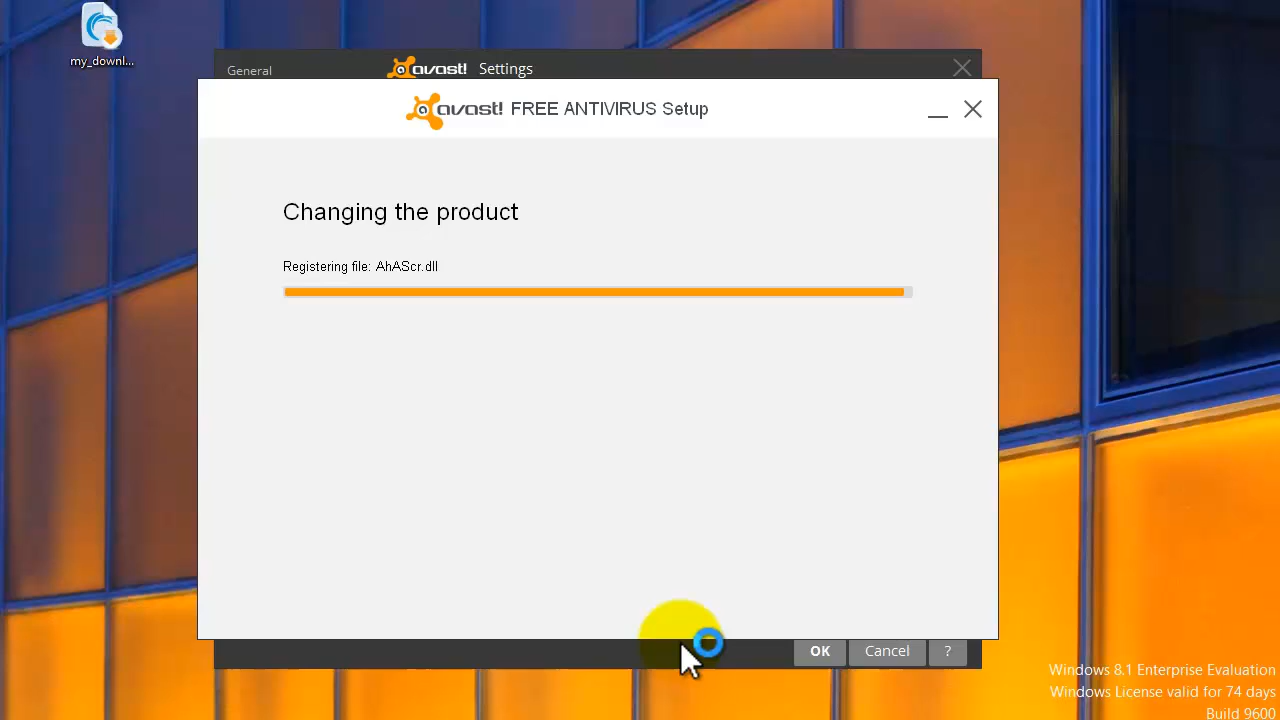 my_downl...
General
avast! Settings
avast! FREE ANTIVIRUS Setup
Changing the product
Registering file: AhAScr.dll
OK Cancel ?
Windows 8.1 Enterprise Evaluation
Windows License valid for 74 days
Build 9600